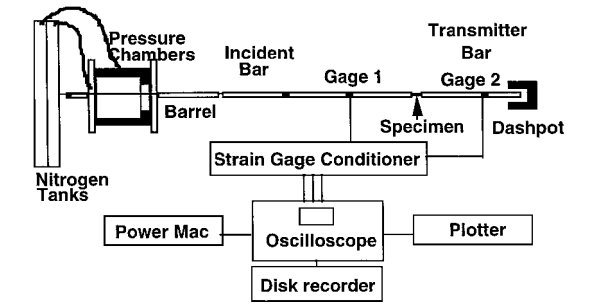 Pressure
Chambers
Incident
Bar
Gage 1
Transmitter
Bar
Gage 2
Barrel
Specimen
Dashpot
Strain Gage Conditioner
Nitrogen
Tanks
Power Mac
Oscilloscope
Plotter
Disk recorder